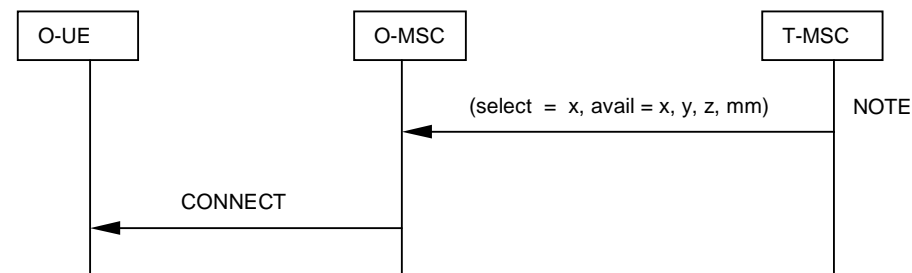 O-UE
O-MSC
T-MSC
(select = x, avail = x, y, z, mm)
NOTE
CONNECT